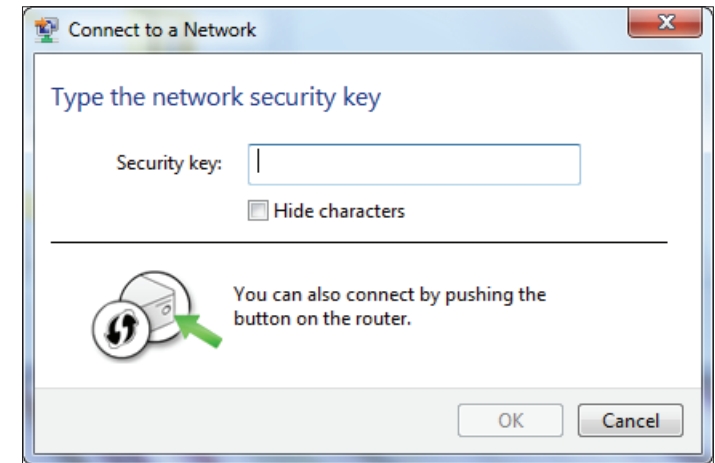 Connect to a Network
Type the network security key
Security key:
Hide characters
You can also connect by pushing the
button on the router.
OK Cancel